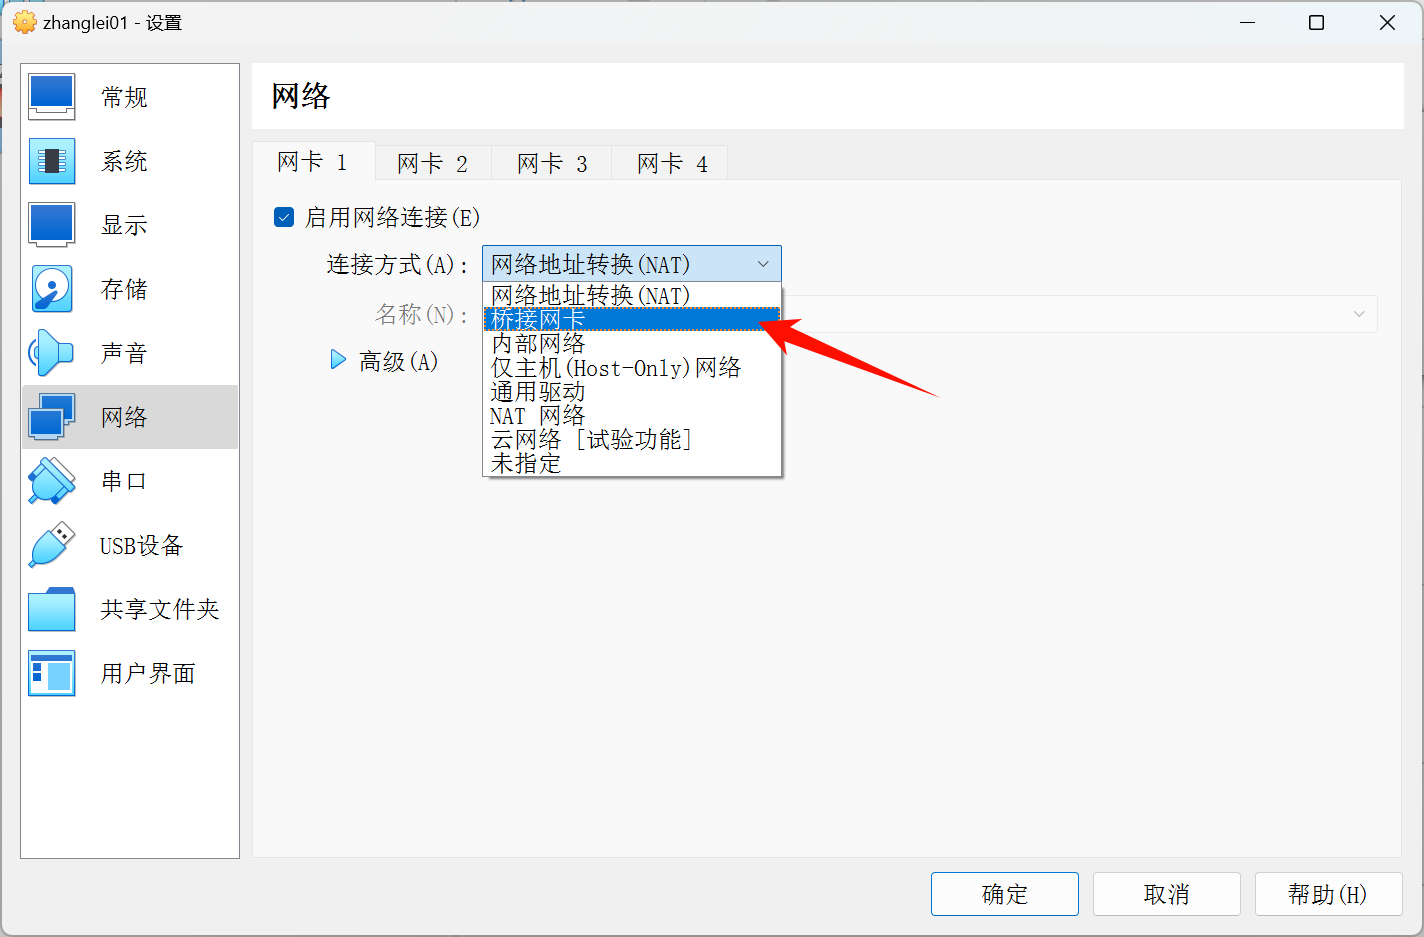 zhanglei01 - 设置
常规
系统
显示
存储
声音
网络
串口
USB设备
共享文件夹
用户界面
网络
网卡 1
网卡 2
网卡 3
网卡 4
启用网络连接(E)
连接方式(A):
网络地址转换(NAT)
网络地址转换(NAT)
桥接网卡
内部网络
仅主机(Host-Only)网络
通用驱动
NAT 网络
云网络 [试验功能]
未指定
名称(N):
高级(A)
确定
取消
帮助(H)